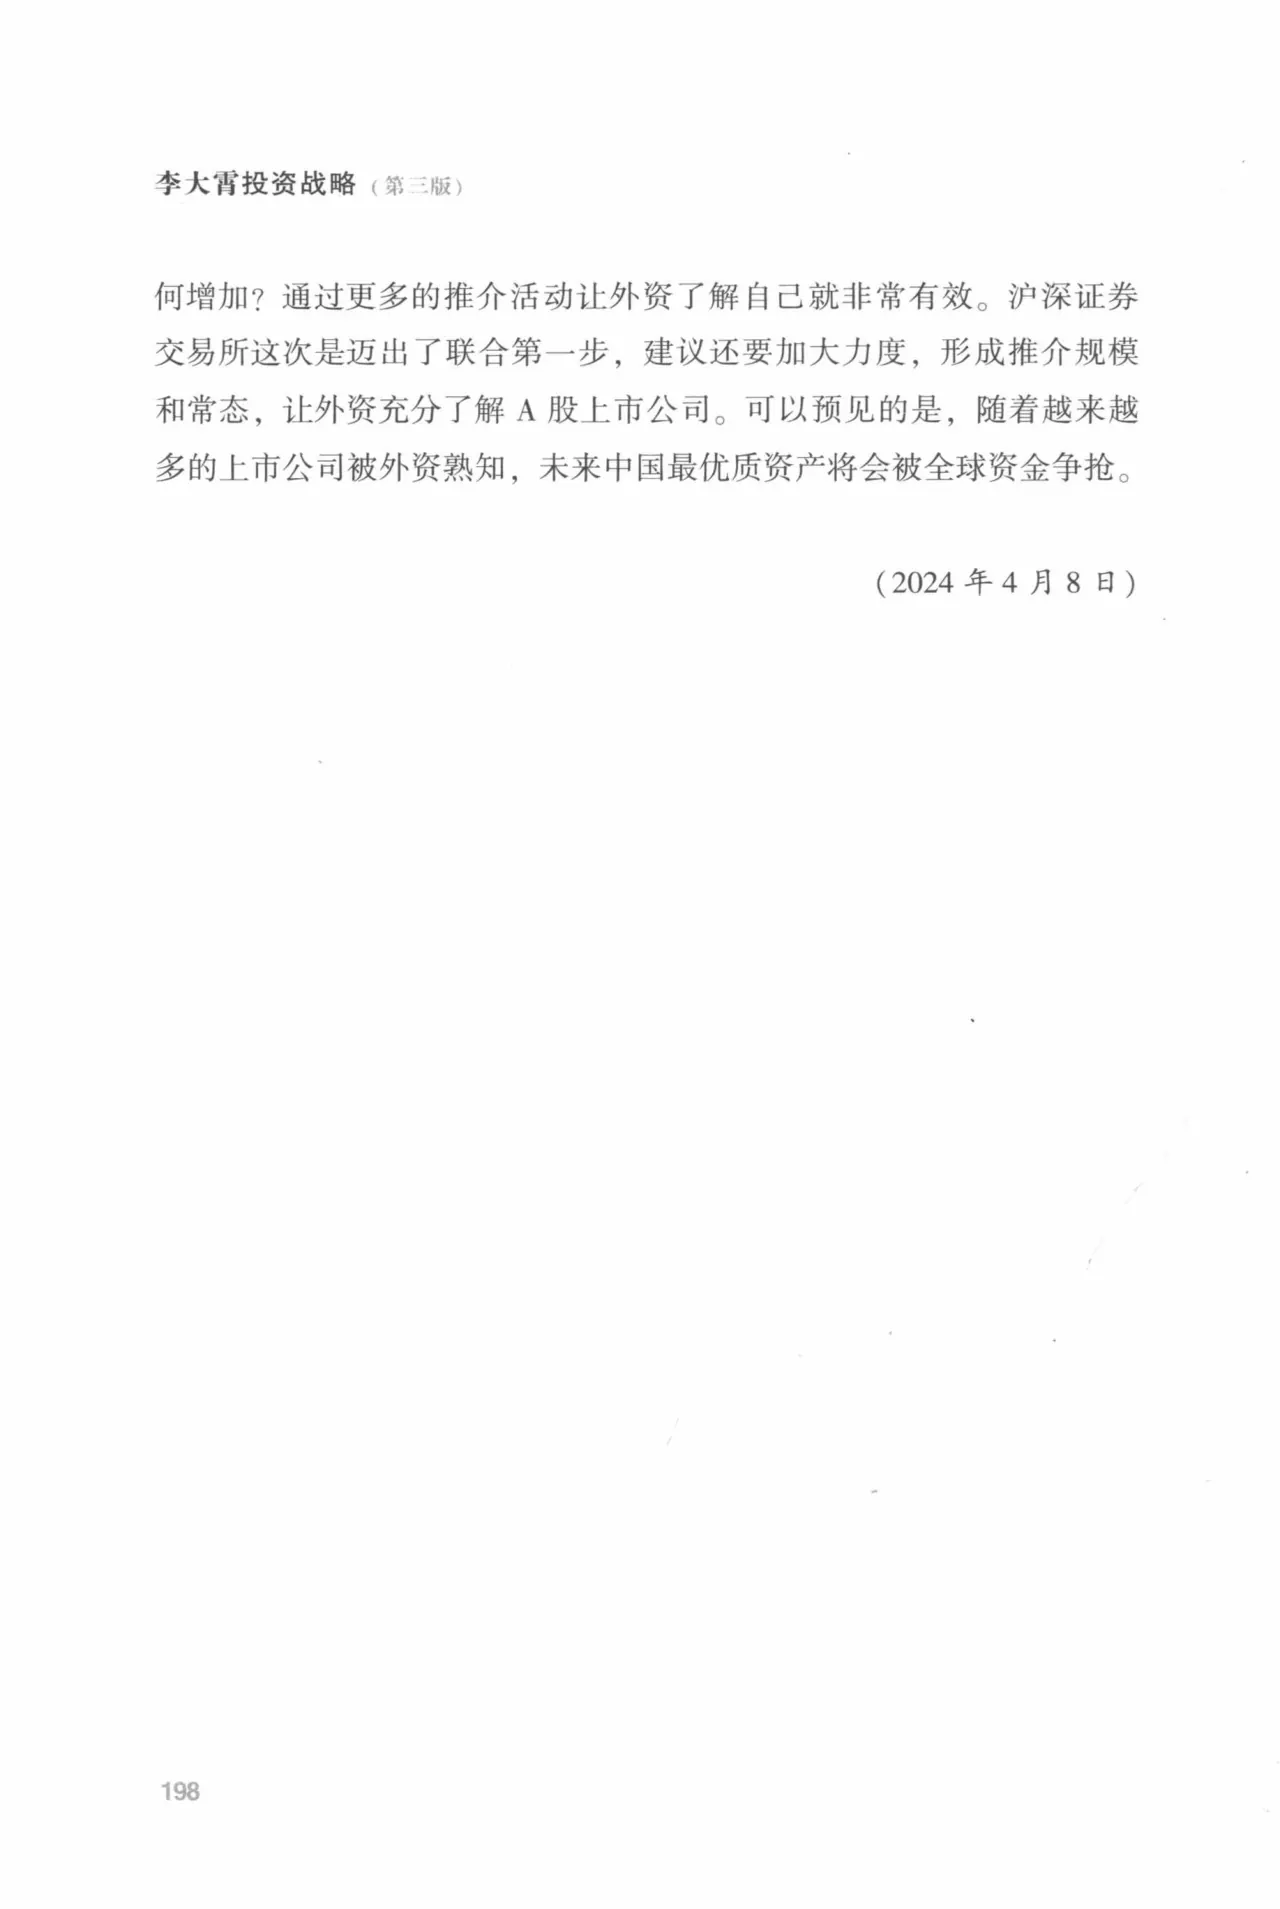 李大霄投资战略（第三版）
何增加？通过更多的推介活动让外资了解自己就非常有效。沪深证券
交易所这次是迈出了联合第一步，建议还要加大力度，形成推介规模
和常态，让外资充分了解 A 股上市公司。可以预见的是，随着越来越
多的上市公司被外资熟知，未来中国最优质资产将会被全球资金争抢。
（2024 年 4 月 8 日）
198